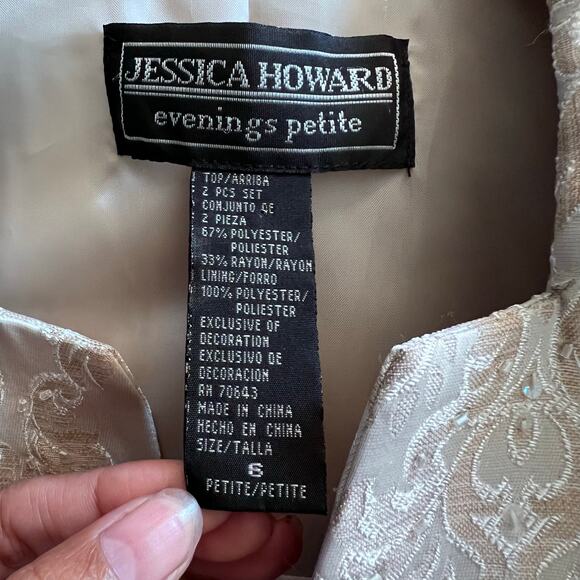 JESSICA HOWARD
evenings petite
TOP/ARRIBA
2 PCS SET
CONJUNTO DE
2 PIEZA
67% POLYESTER/
POLIESTER
33% RAYON/RAYON
LINING/FORRO
100% POLYESTER/
POLIESTER
EXCLUSIVE OF
DECORATION
EXCLUSIVO DE
DECORACION
RN 70643
MADE IN CHINA
HECHO EN CHINA
SIZE/TALLA
6
PETITE/PETITE